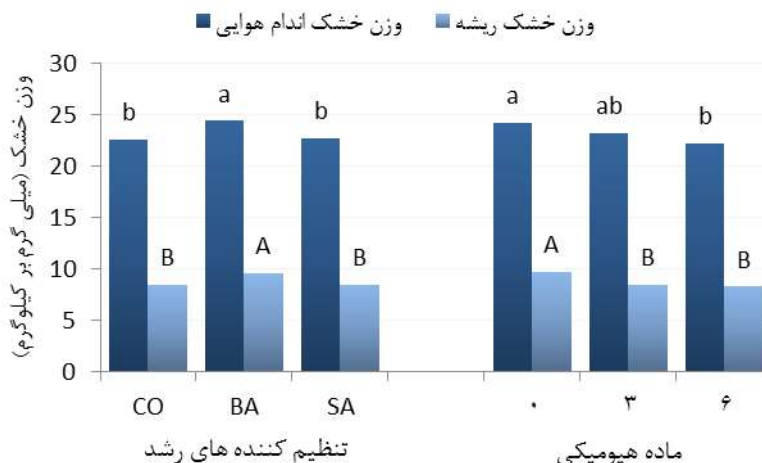 وزن خشک اندام هوایی وزن خشک ریشه
وزن خشک (میلی گرم بر کیلوگرم)
30
25
20
15
10
5
0
b a b a ab b
B A B A B B
CO BA SA ۰ ۳ ۶
تنظیم کننده های رشد ماده هیومیکی